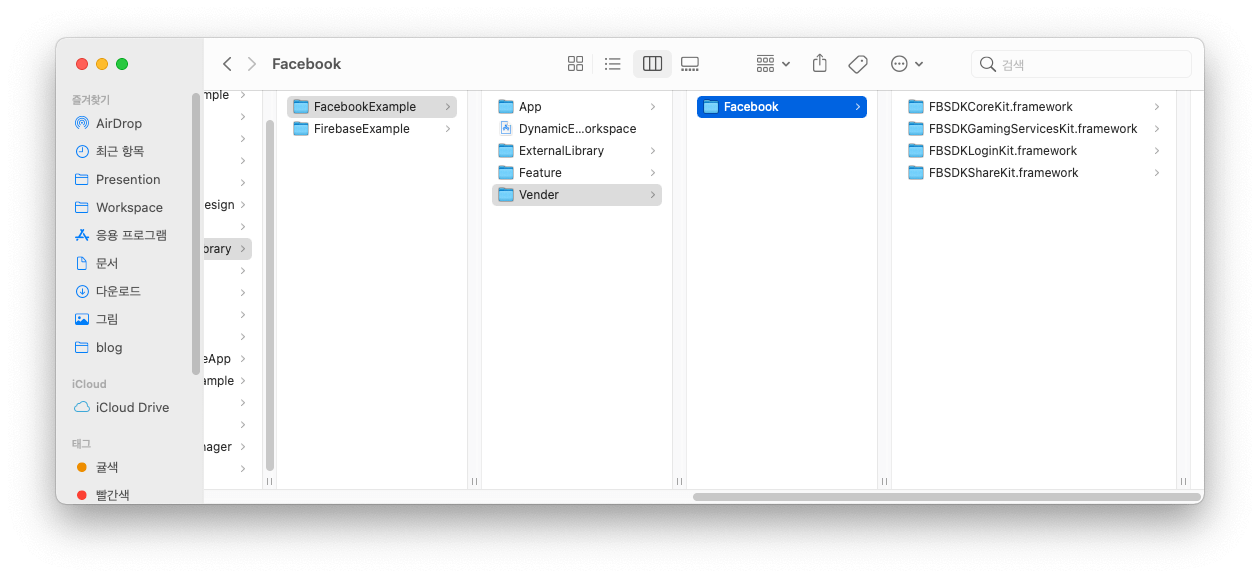 Facebook
검색
즐겨찾기
AirDrop
최근 항목
Presention
Workspace
응용 프로그램
문서
다운로드
그림
blog
iCloud
iCloud Drive
태그
귤색
빨간색
mple
esign
orary
eApp
ample
nager
FacebookExample
FirebaseExample
App
DynamicE...orkspace
ExternalLibrary
Feature
Vender
Facebook
FBSDKCoreKit.framework
FBSDKGamingServicesKit.framework
FBSDKLoginKit.framework
FBSDKShareKit.framework